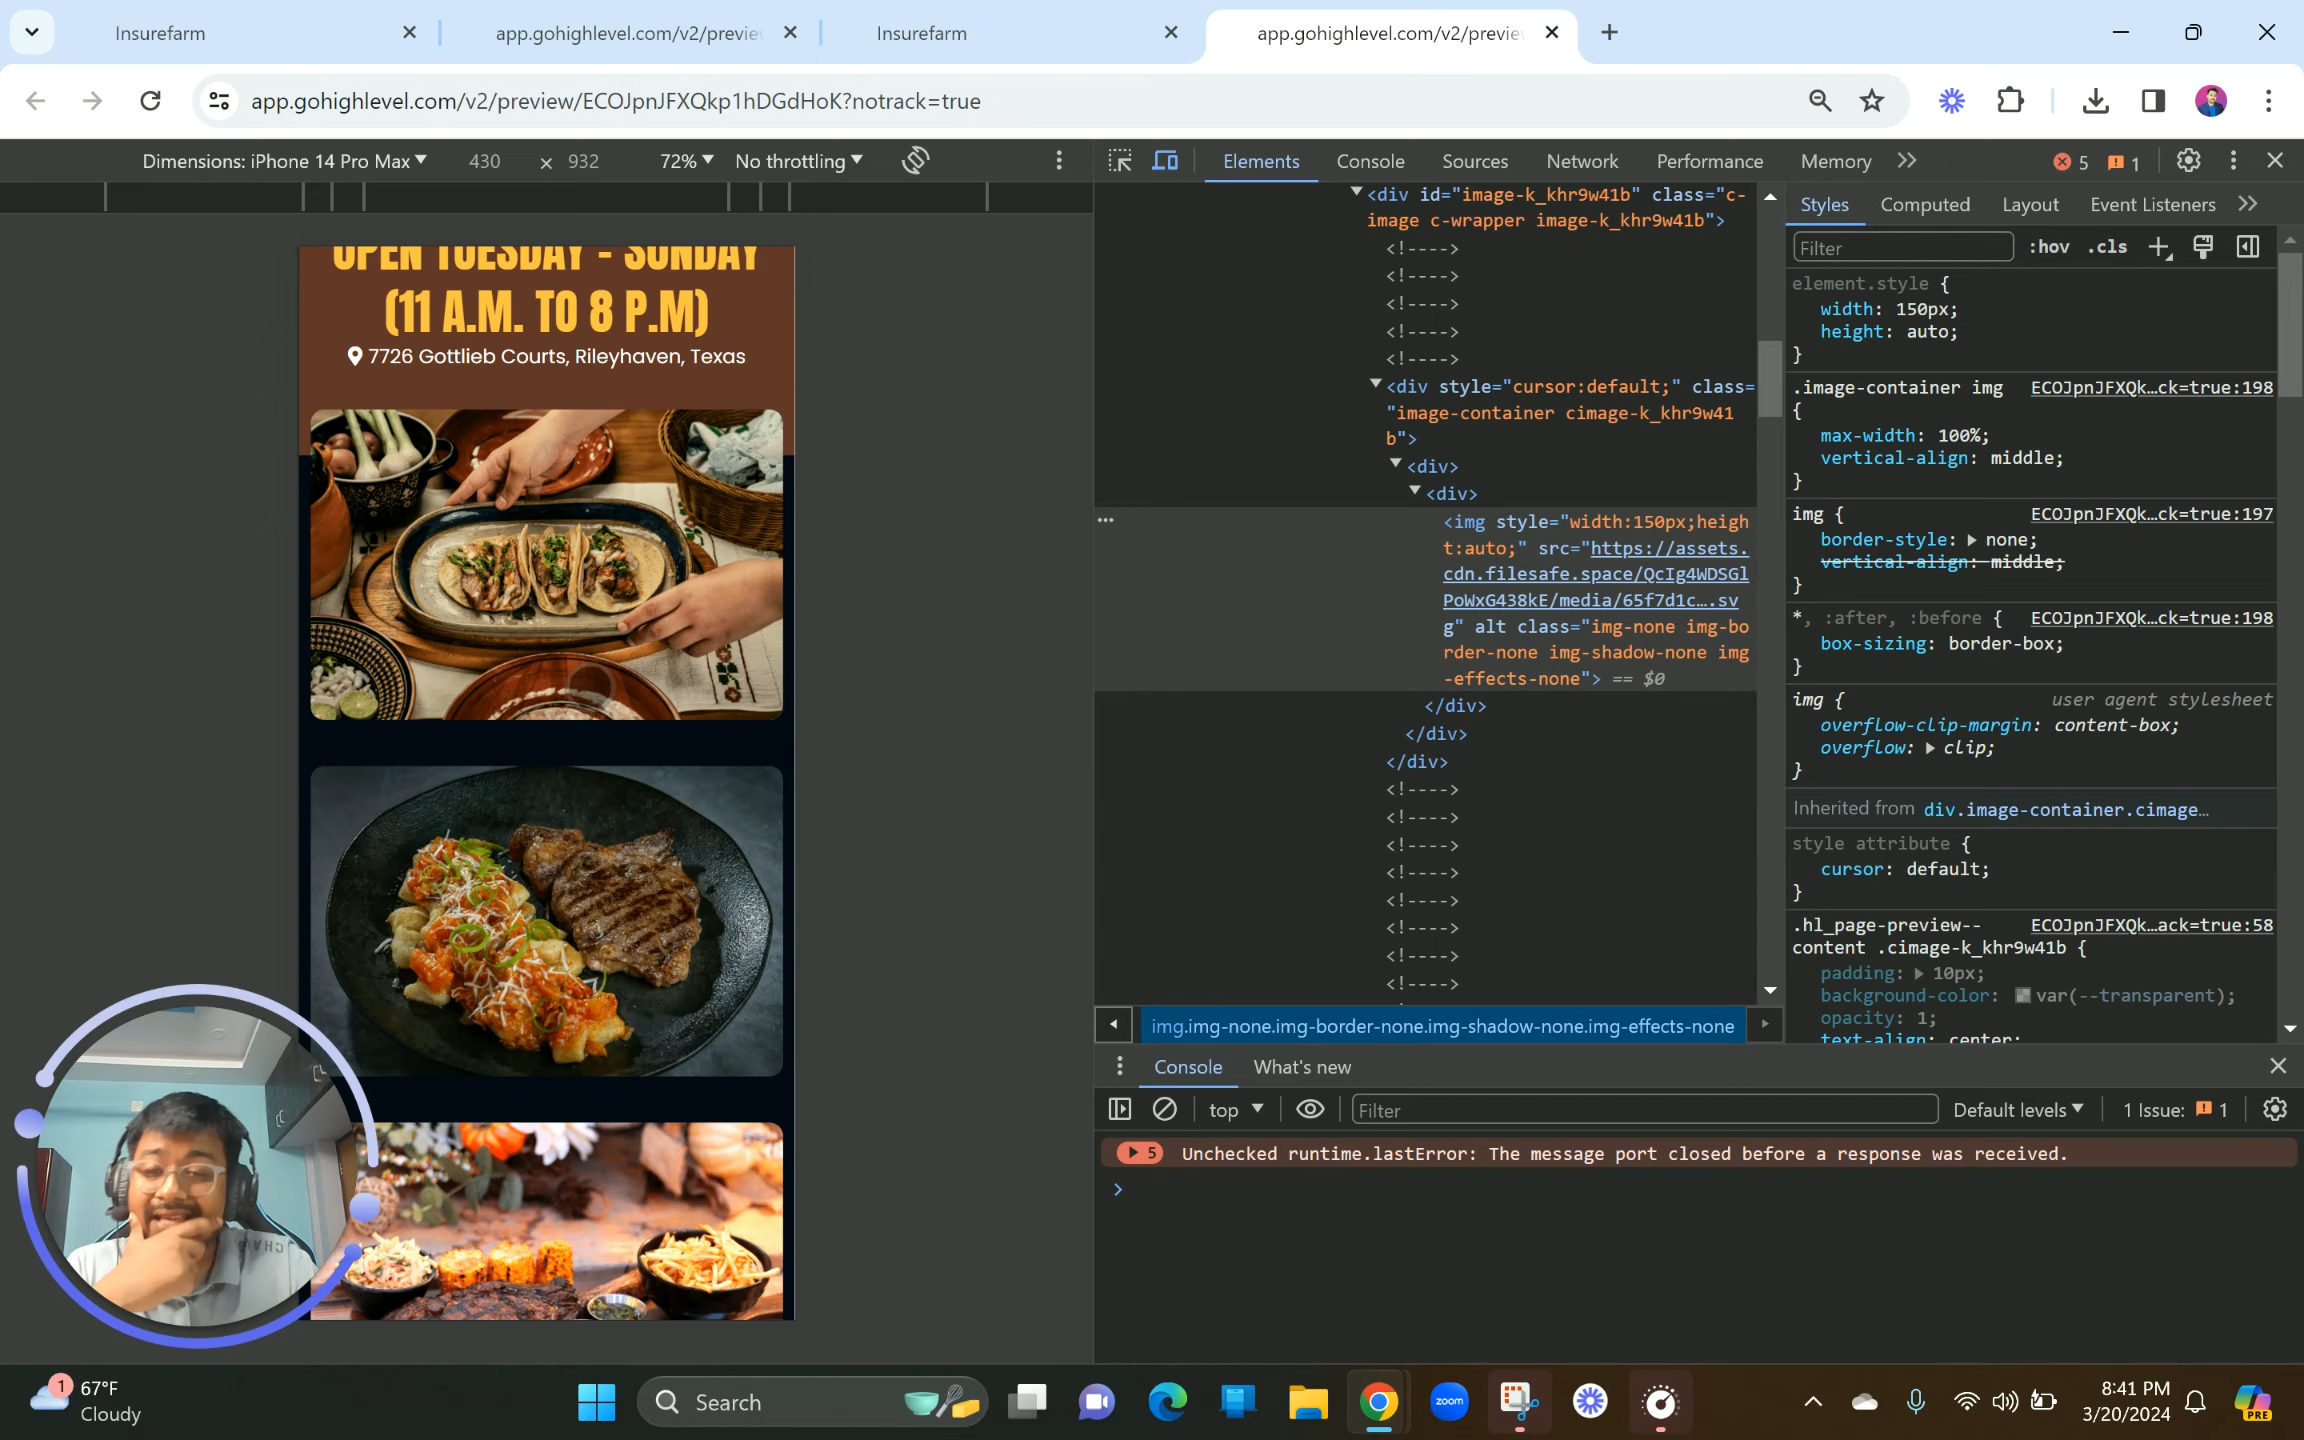 Insurefarm
app.gohighlevel.com/v2/previe
Insurefarm
app.gohighlevel.com/v2/previe
app.gohighlevel.com/v2/preview/ECOJpnJFXQkp1hDGdHoK?notrack=true
Dimensions: iPhone 14 Pro Max 430 × 932 72% No throttling
Elements Console Sources Network Performance Memory 5 1
OPEN TUESDAY - SUNDAY
(11 A.M. TO 8 P.M)
7726 Gottlieb Courts, Rileyhaven, Texas
<div id="image-k_khr9w41b" class="c-
image c-wrapper image-k_khr9w41b">
<!---->
<!---->
<!---->
<!---->
<!---->
<div style="cursor:default;" class=
"image-container cimage-k_khr9w41
b">
<div>
<div>
<img style="width:150px;heigh
t:auto;" src="https://assets.
cdn.filesafe.space/QcIg4WDSGl
PoWxG438kE/media/65f7d1c….sv
g" alt class="img-none img-bo
rder-none img-shadow-none img
-effects-none"> == $0
</div>
</div>
</div>
<!---->
<!---->
<!---->
<!---->
<!---->
<!---->
<!---->
<!---->
img.img-none.img-border-none.img-shadow-none.img-effects-none
Styles Computed Layout Event Listeners
Filter :hov .cls
element.style {
width: 150px;
height: auto;
}
.image-container img ECOJpnJFXQk…ck=true:198
{
max-width: 100%;
vertical-align: middle;
}
img { ECOJpnJFXQk…ck=true:197
border-style: none;
vertical-align: middle;
}
*, :after, :before { ECOJpnJFXQk…ck=true:198
box-sizing: border-box;
}
img { user agent stylesheet
overflow-clip-margin: content-box;
overflow: clip;
}
Inherited from div.image-container.cimage…
style attribute {
cursor: default;
}
.hl_page-preview-- ECOJpnJFXQk…ack=true:58
content .cimage-k_khr9w41b {
padding: 10px;
background-color: var(--transparent);
opacity: 1;
text-align: center;
Console What's new
top Filter Default levels 1 Issue: 1
5 Unchecked runtime.lastError: The message port closed before a response was received.
1 67°F
Cloudy
Search
zoom
8:41 PM
3/20/2024
PRE